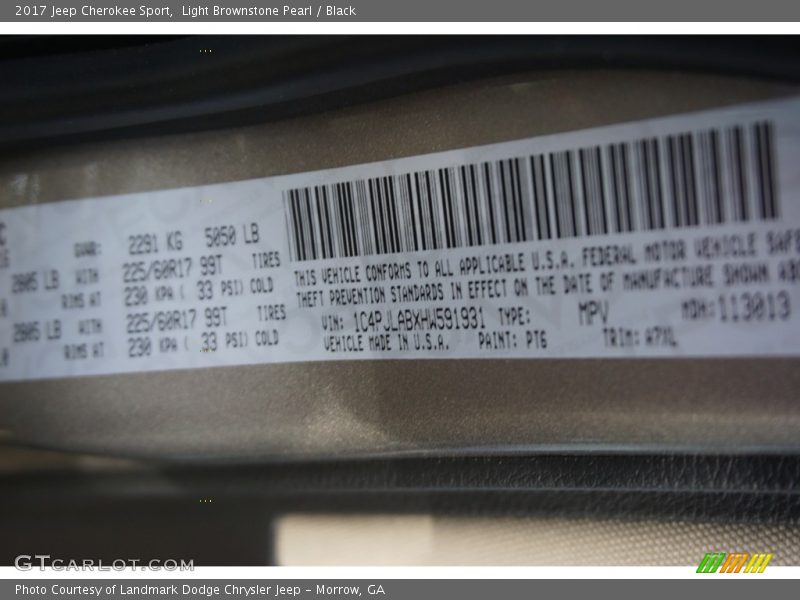 2017 Jeep Cherokee Sport, Light Brownstone Pearl / Black
GVWR: 2291 KG 5050 LB
2805 LB WITH 225/60R17 99T TIRES
RIMS AT 230 KPA ( 33 PSI) COLD
2805 LB WITH 225/60R17 99T TIRES
RIMS AT 230 KPA ( 33 PSI) COLD
THIS VEHICLE CONFORMS TO ALL APPLICABLE U.S.A. FEDERAL MOTOR VEHICLE SAFE
THEFT PREVENTION STANDARDS IN EFFECT ON THE DATE OF MANUFACTURE SHOWN AB
VIN: 1C4PJLABXHW591931 TYPE: MPV MDH: 113013
VEHICLE MADE IN U.S.A. PAINT: PTG TRIM: A7XL
GTCARLOT.COM
Photo Courtesy of Landmark Dodge Chrysler Jeep – Morrow, GA